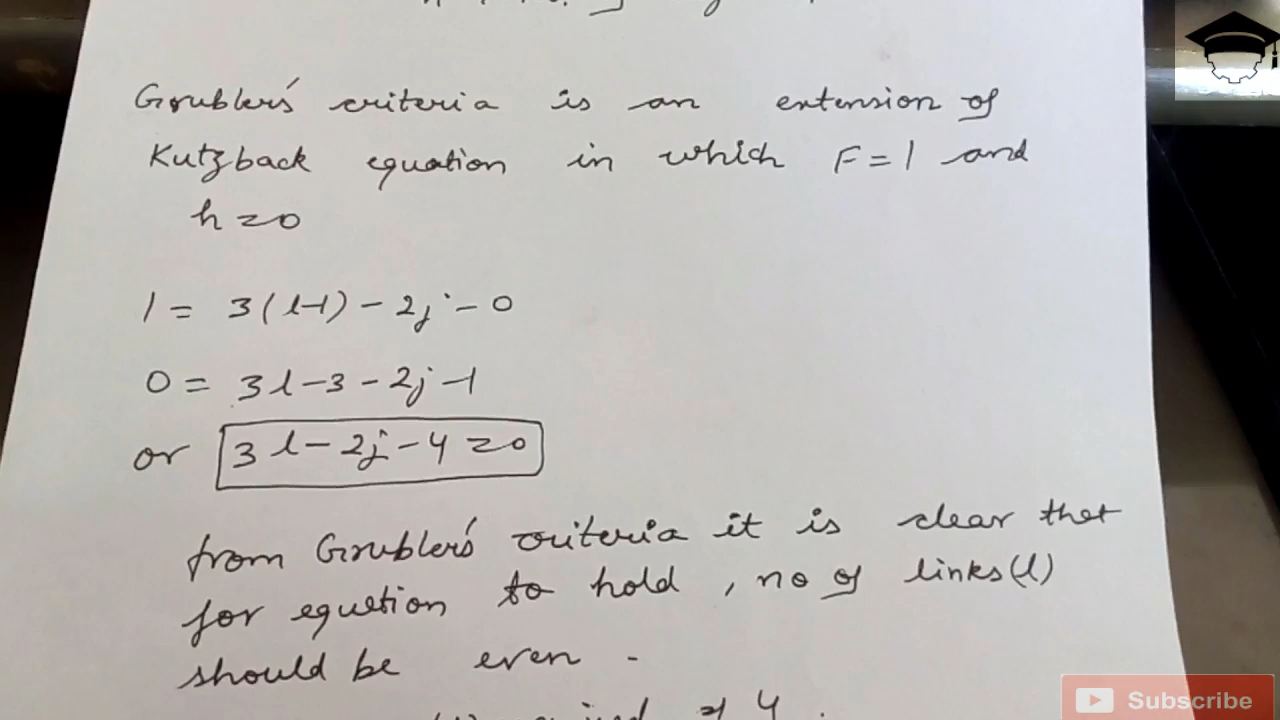 Grubler's criteria is an extension of
Kutzback equation in which F = 1 and
h = 0
1 = 3(l-1) - 2j - 0
0 = 3l - 3 - 2j - 1
or 3l - 2j - 4 = 0
from Grubler's criteria it is clear that
for equetion to hold, no of links(l)
should be even -
Subscribe